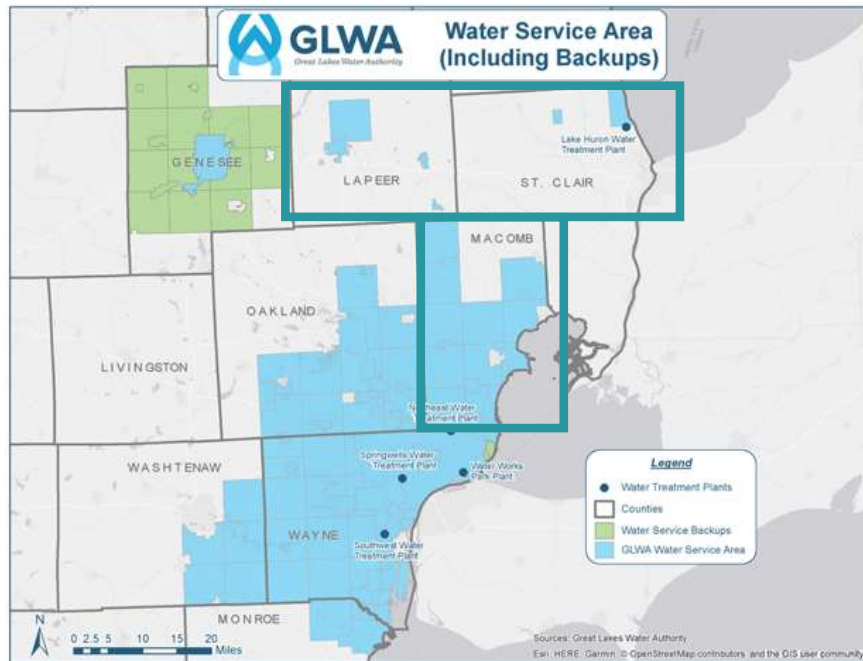 GLWA
Great Lakes Water Authority
Water Service Area
(Including Backups)
GENESEE
LAPEER
ST. CLAIR
Lake Huron Water
Treatment Plant
MACOMB
OAKLAND
LIVINGSTON
Northeast Water
Treatment Plant
WASHTENAW
Springwells Water
Treatment Plant
Water Works
Park Plant
WAYNE
Southwest Water
Treatment Plant
MONROE
Legend
Water Treatment Plants
Counties
Water Service Backups
GLWA Water Service Area
N
0 2.5 5 10 15 20
Miles
Sources: Great Lakes Water Authority
Esri, HERE, Garmin, © OpenStreetMap contributors, and the GIS user community